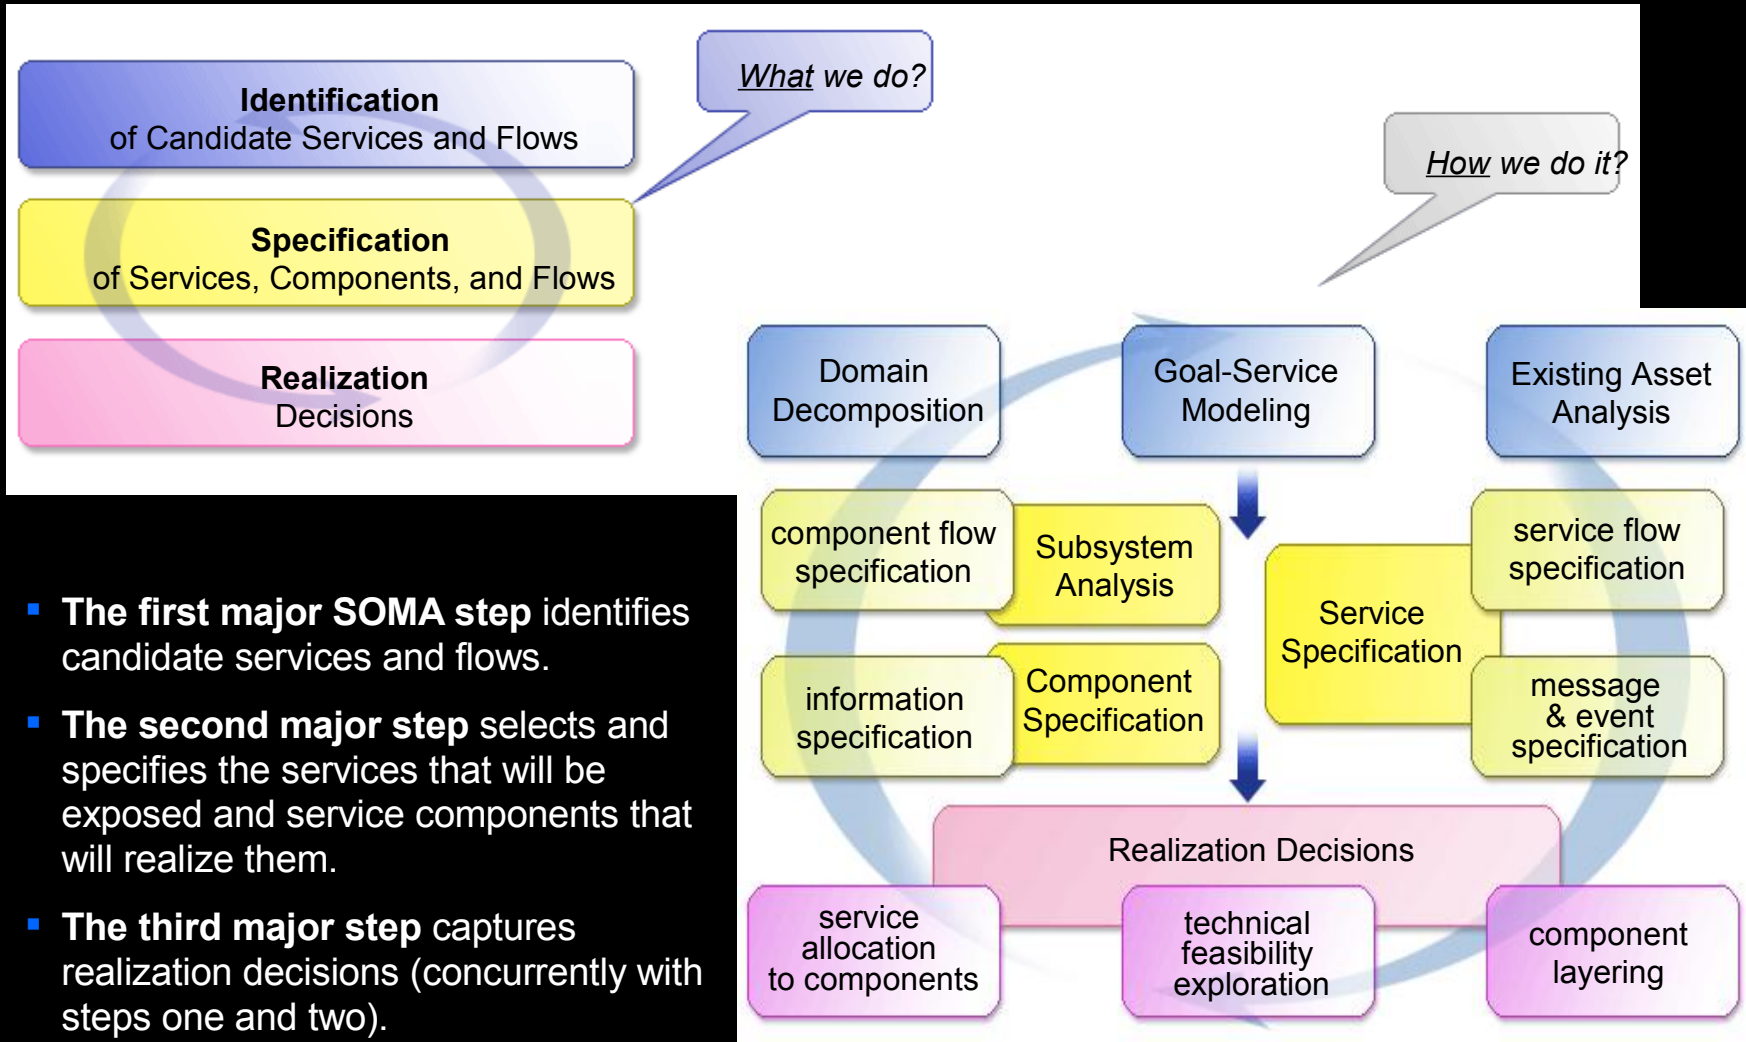 Identification
of Candidate Services and Flows
Specification
of Services, Components, and Flows
Realization
Decisions
What we do?
How we do it?
Domain
Decomposition
Goal-Service
Modeling
Existing Asset
Analysis
component flow
specification
Subsystem
Analysis
Service
Specification
service flow
specification
information
specification
Component
Specification
message
& event
specification
Realization Decisions
service
allocation
to components
technical
feasibility
exploration
component
layering
▪ The first major SOMA step identifies
candidate services and flows.
▪ The second major step selects and
specifies the services that will be
exposed and service components that
will realize them.
▪ The third major step captures
realization decisions (concurrently with
steps one and two).